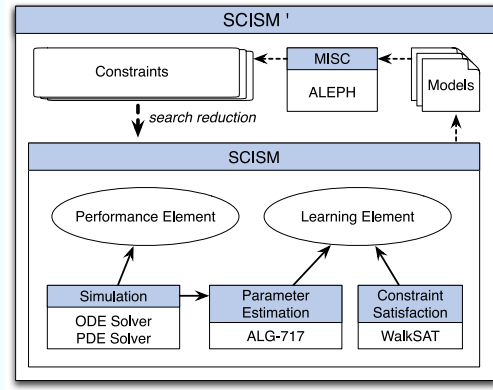 SCISM '
Constraints
MISC
ALEPH
Models
search reduction
SCISM
Performance Element
Learning Element
Simulation
ODE Solver
PDE Solver
Parameter
Estimation
ALG-717
Constraint
Satisfaction
WalkSAT